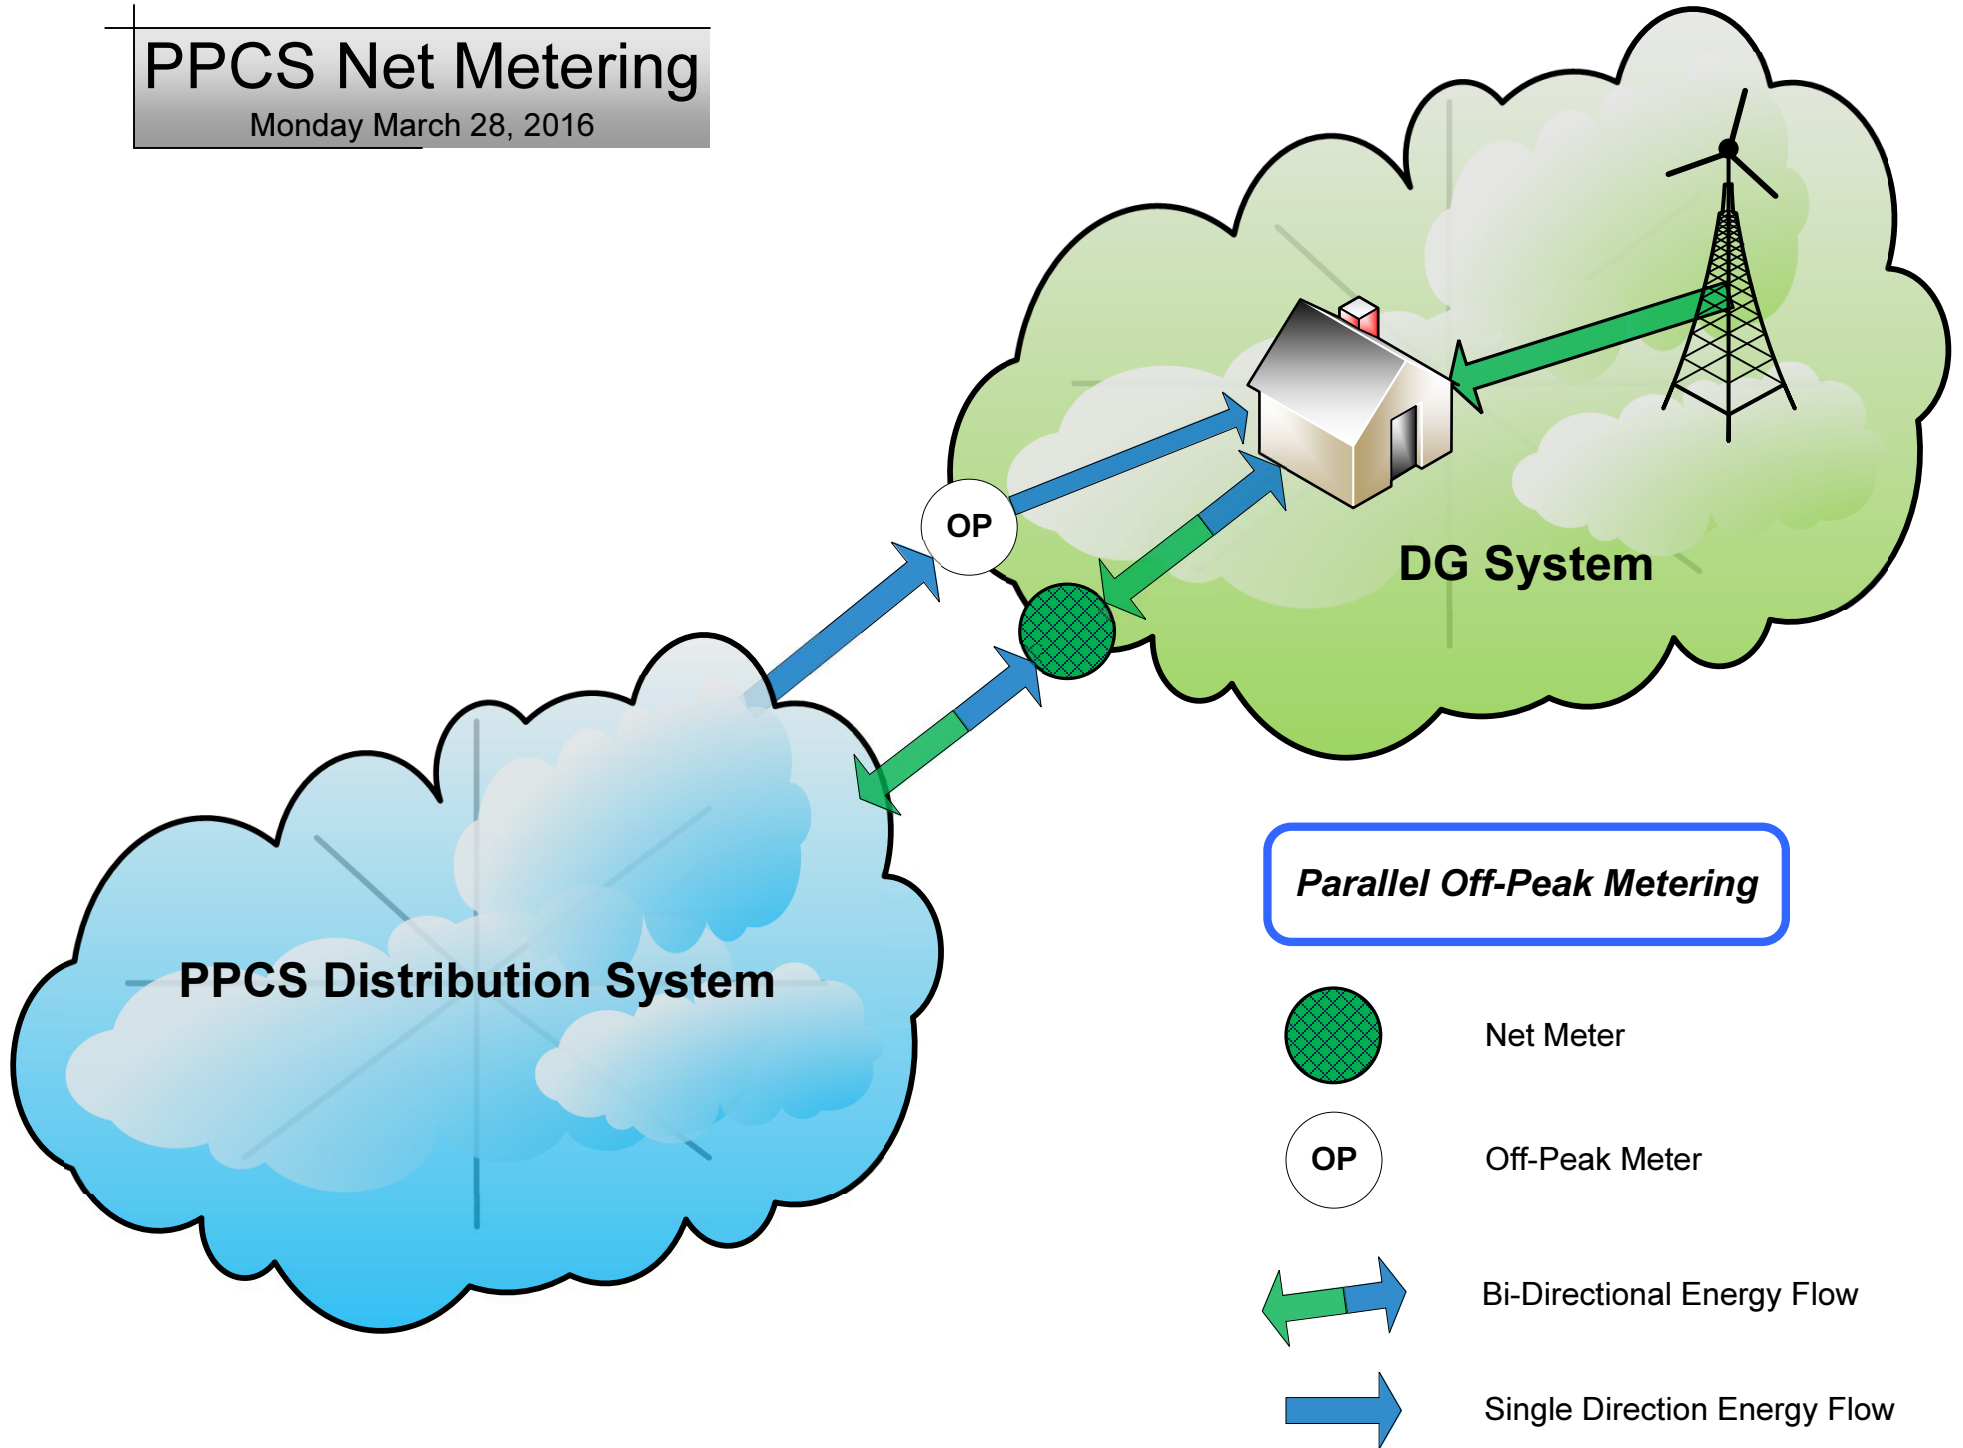 PPCS Net Metering
Monday March 28, 2016
OP
DG System
PPCS Distribution System
Parallel Off-Peak Metering
Net Meter
OP
Off-Peak Meter
Bi-Directional Energy Flow
Single Direction Energy Flow